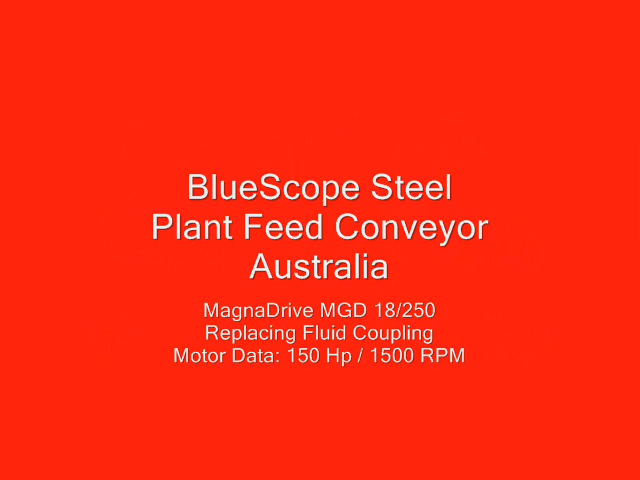 BlueScope Steel
Plant Feed Conveyor
Australia
MagnaDrive MGD 18/250
Replacing Fluid Coupling
Motor Data: 150 Hp / 1500 RPM